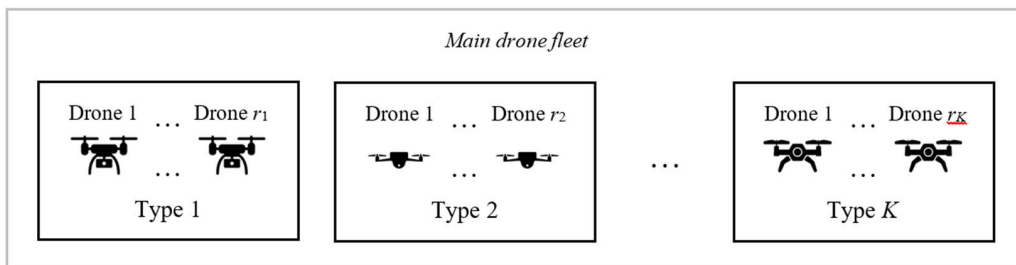 Main drone fleet
Drone 1 … Drone r1 Drone 1 … Drone r2 Drone 1 … Drone rK
… … … …
Type 1 Type 2 Type K